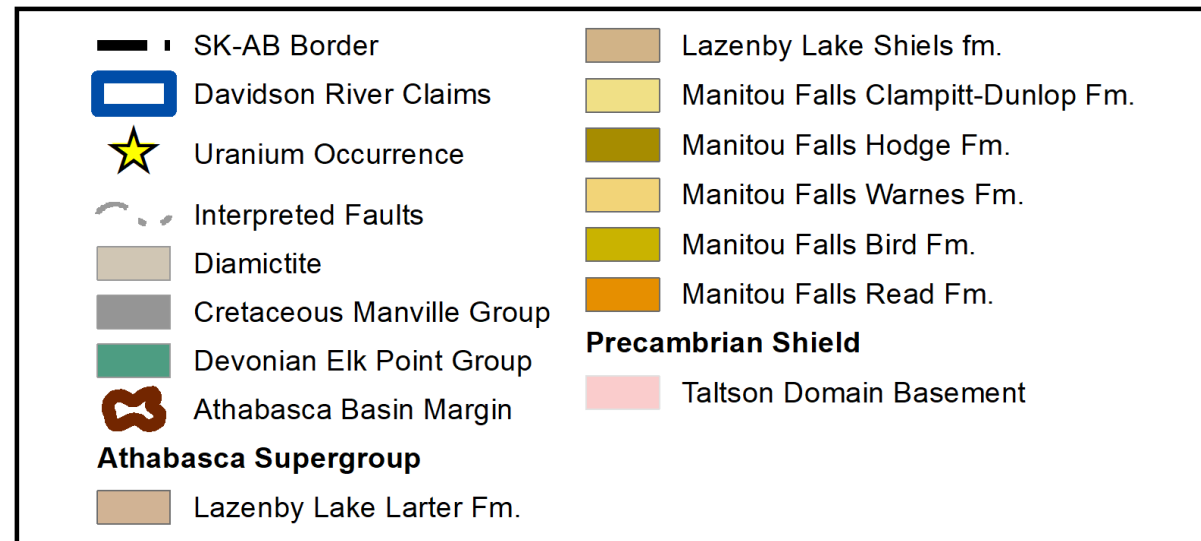 SK-AB Border
Davidson River Claims
Uranium Occurrence
Interpreted Faults
Diamictite
Cretaceous Manville Group
Devonian Elk Point Group
Athabasca Basin Margin
Athabasca Supergroup
Lazenby Lake Larter Fm.
Lazenby Lake Shiels fm.
Manitou Falls Clampitt-Dunlop Fm.
Manitou Falls Hodge Fm.
Manitou Falls Warnes Fm.
Manitou Falls Bird Fm.
Manitou Falls Read Fm.
Precambrian Shield
Taltson Domain Basement